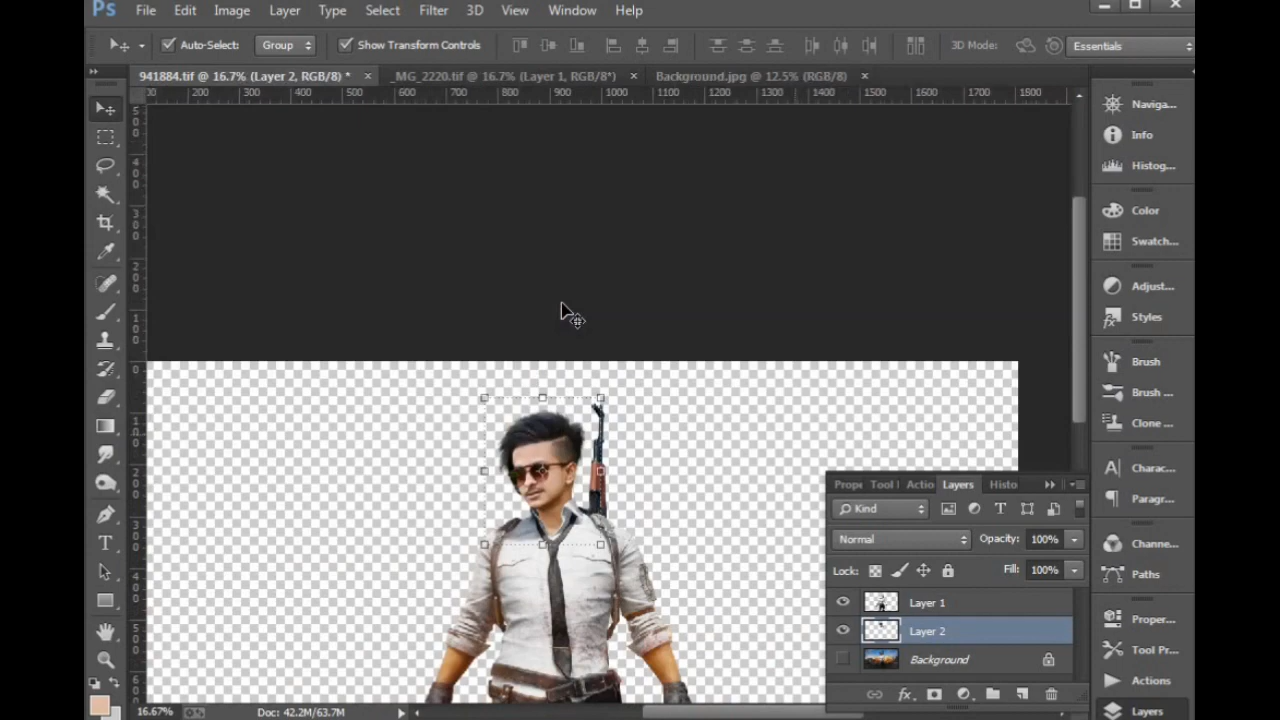 Ps File Edit Image Layer Type Select Filter 3D View Window Help
Auto-Select: Group Show Transform Controls 3D Mode: Essentials
941884.tif @ 16.7% (Layer 2, RGB/8) * × _MG_2220.tif @ 16.7% (Layer 1, RGB/8*) × Background.jpg @ 12.5% (RGB/8) ×
200 300 400 500 600 700 800 900 1000 1100 1200 1300 1400 1500 1600 1700 1800
Naviga...
Info
Histog...
Color
Swatch...
Adjust...
Styles
Brush
Brush ...
Clone ...
Charac...
Paragr...
Channe...
Paths
Proper...
Tool Pr...
Actions
Layers
Prope Tool Actio Layers Histo
Kind
Normal Opacity: 100%
Lock: Fill: 100%
Layer 1
Layer 2
Background
fx
16.67% Doc: 42.2M/63.7M